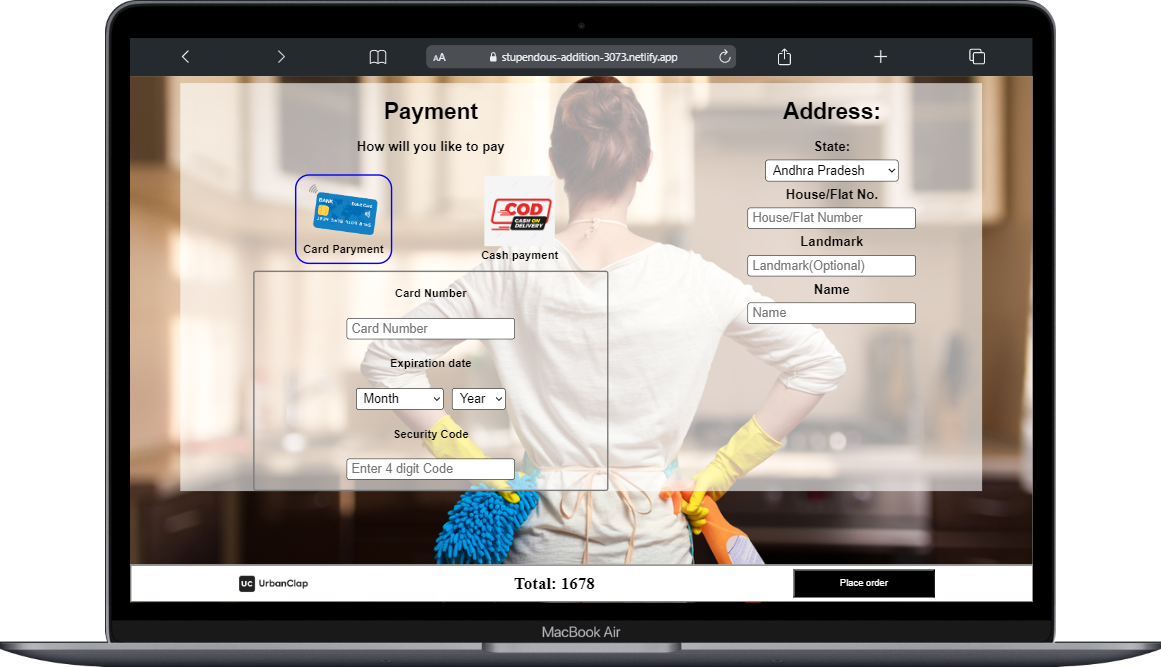 AA
stupendous-addition-3073.netlify.app
Payment
How will you like to pay
BANK
Debit Card
Card Paryment
COD
CASH ON
DELIVERY
Cash payment
Card Number
Card Number
Expiration date
Month
Year
Security Code
Enter 4 digit Code
Address:
State:
Andhra Pradesh
House/Flat No.
House/Flat Number
Landmark
Landmark(Optional)
Name
Name
UC UrbanClap
Total: 1678
Place order
MacBook Air